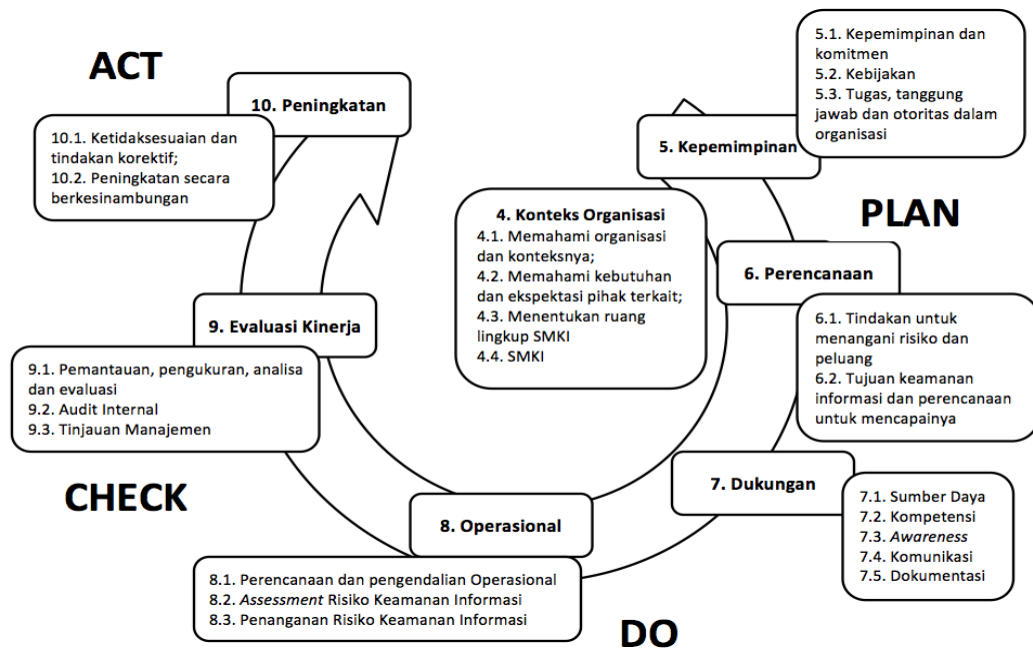 ACT
10. Peningkatan
10.1. Ketidaksesuaian dan
tindakan korektif;
10.2. Peningkatan secara
berkesinambungan
5.1. Kepemimpinan dan
komitmen
5.2. Kebijakan
5.3. Tugas, tanggung
jawab dan otoritas dalam
organisasi
5. Kepemimpinan
PLAN
4. Konteks Organisasi
4.1. Memahami organisasi
dan konteksnya;
4.2. Memahami kebutuhan
dan ekspektasi pihak terkait;
4.3. Menentukan ruang
lingkup SMKI
4.4. SMKI
6. Perencanaan
6.1. Tindakan untuk
menangani risiko dan
peluang
6.2. Tujuan keamanan
informasi dan perencanaan
untuk mencapainya
9. Evaluasi Kinerja
9.1. Pemantauan, pengukuran, analisa
dan evaluasi
9.2. Audit Internal
9.3. Tinjauan Manajemen
CHECK
7. Dukungan
7.1. Sumber Daya
7.2. Kompetensi
7.3. Awareness
7.4. Komunikasi
7.5. Dokumentasi
8. Operasional
8.1. Perencanaan dan pengendalian Operasional
8.2. Assessment Risiko Keamanan Informasi
8.3. Penanganan Risiko Keamanan Informasi
DO